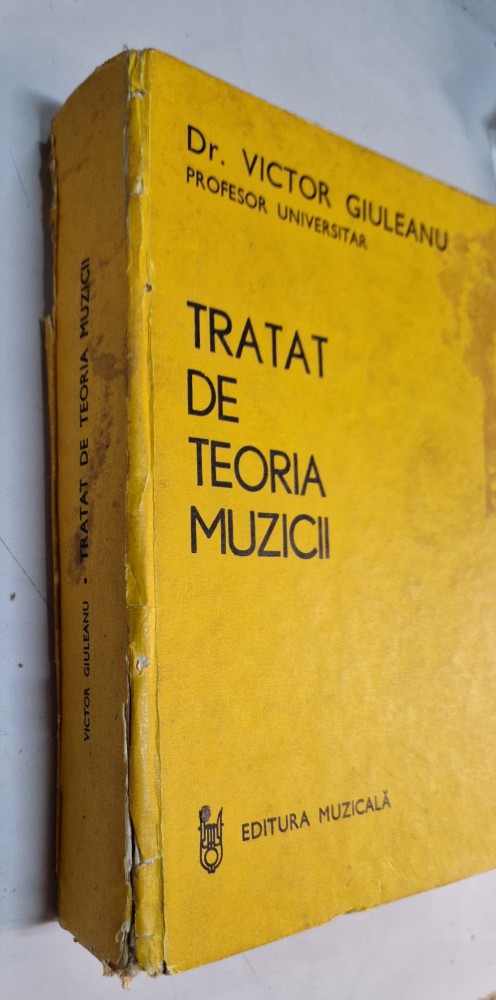 Dr. VICTOR GIULEANU
PROFESOR UNIVERSITAR
TRATAT
DE
TEORIA
MUZICII
EDITURA MUZICALĂ
VICTOR GIULEANU • TRATAT DE TEORIA MUZICII